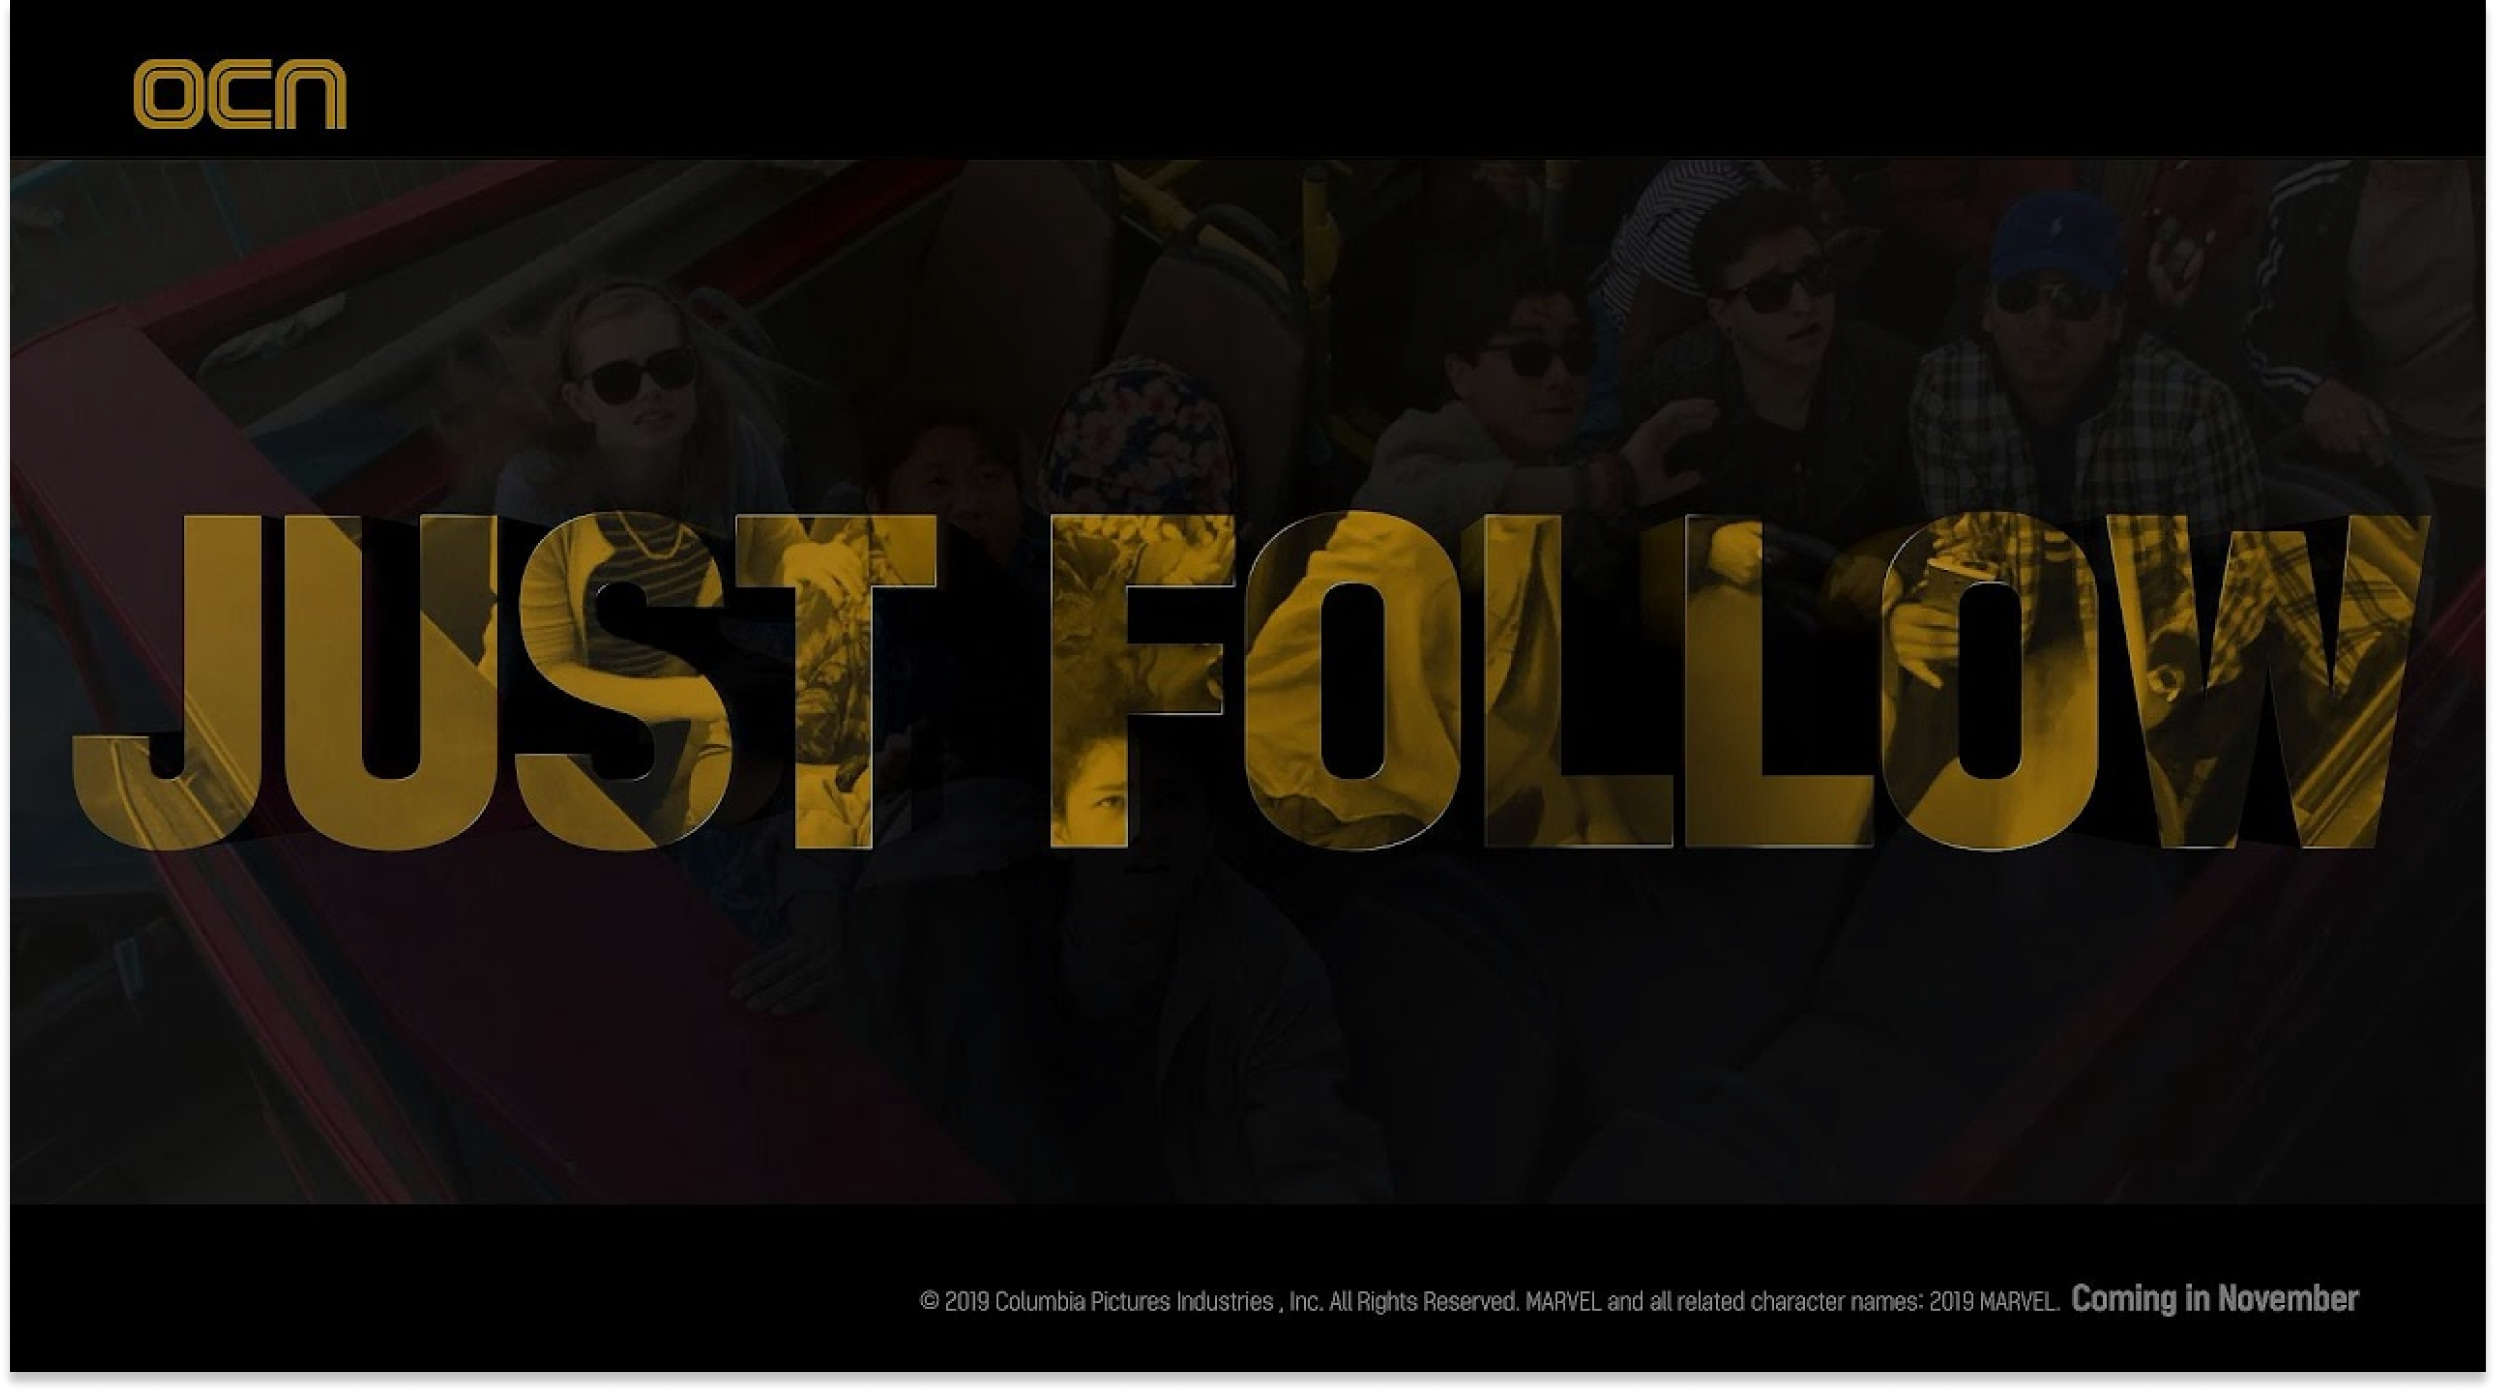 OCN
JUST FOLLOW
© 2019 Columbia Pictures Industries , Inc. All Rights Reserved. MARVEL and all related character names: 2019 MARVEL. Coming in November